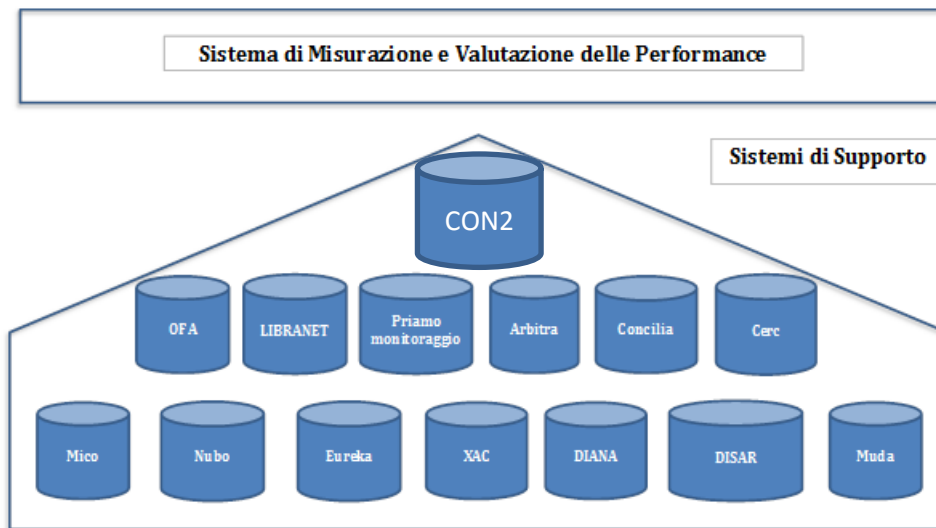 Sistema di Misurazione e Valutazione delle Performance
Sistemi di Supporto
CON2
OFA
LIBRANET
Priamo
monitoraggio
Arbitra
Concilia
Cerc
Mico
Nubo
Eureka
XAC
DIANA
DISAR
Muda